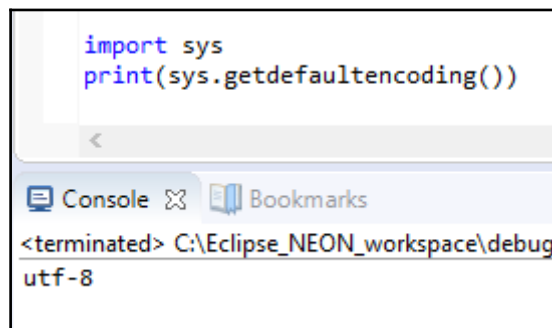 import sys
print(sys.getdefaultencoding())
Console
Bookmarks
<terminated> C:\Eclipse_NEON_workspace\debug
utf-8